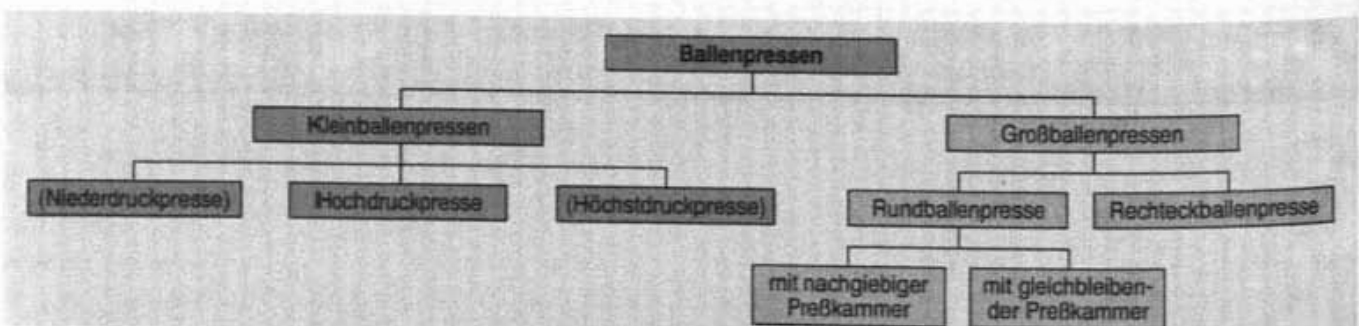 Ballenpressen
Kleinballenpressen
Großballenpressen
(Niederdruckpresse)
Hochdruckpresse
(Höchstdruckpresse)
Rundballenpresse
Rechteckballenpresse
mit nachgiebiger
Preßkammer
mit gleichbleiben-
der Preßkammer